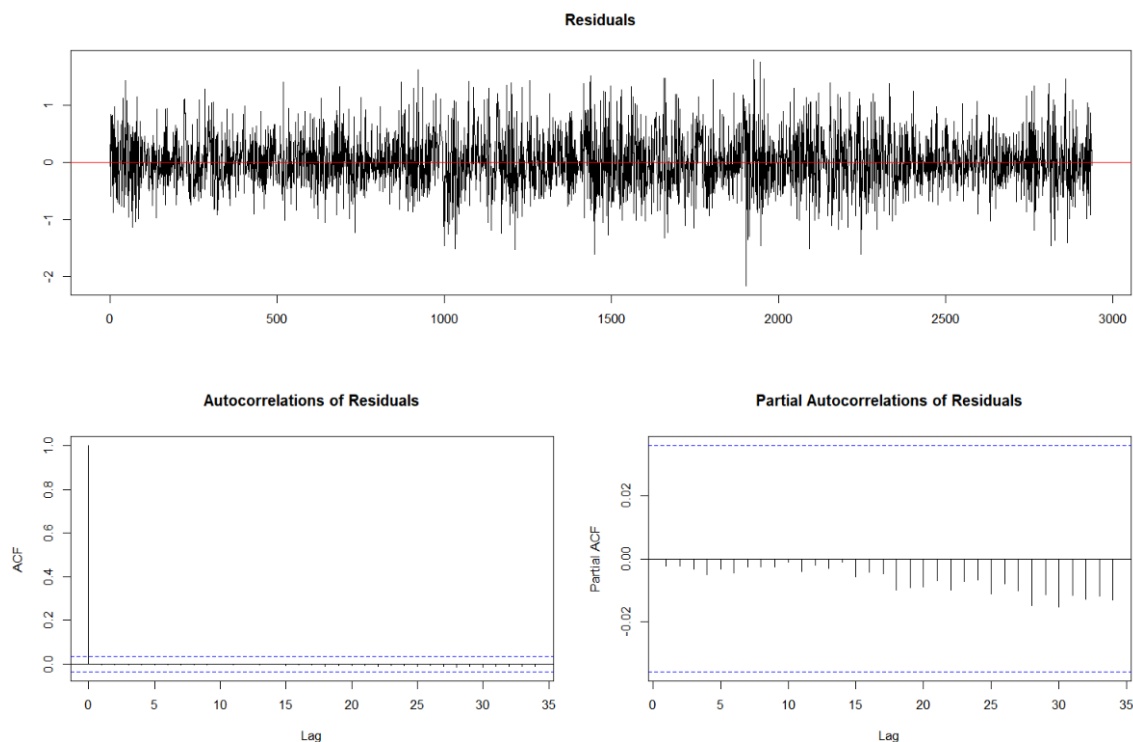 Residuals
1
0
-1
-2
0 500 1000 1500 2000 2500 3000
Autocorrelations of Residuals
ACF
1.0
0.8
0.6
0.4
0.2
0.0
0 5 10 15 20 25 30 35
Lag
Partial Autocorrelations of Residuals
Partial ACF
0.02
0.00
-0.02
0 5 10 15 20 25 30 35
Lag